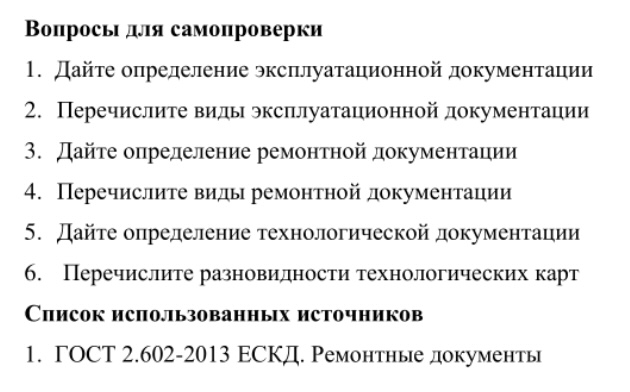 Вопросы для самопроверки
1. Дайте определение эксплуатационной документации
2. Перечислите виды эксплуатационной документации
3. Дайте определение ремонтной документации
4. Перечислите виды ремонтной документации
5. Дайте определение технологической документации
6. Перечислите разновидности технологических карт
Список использованных источников
1. ГОСТ 2.602-2013 ЕСКД. Ремонтные документы